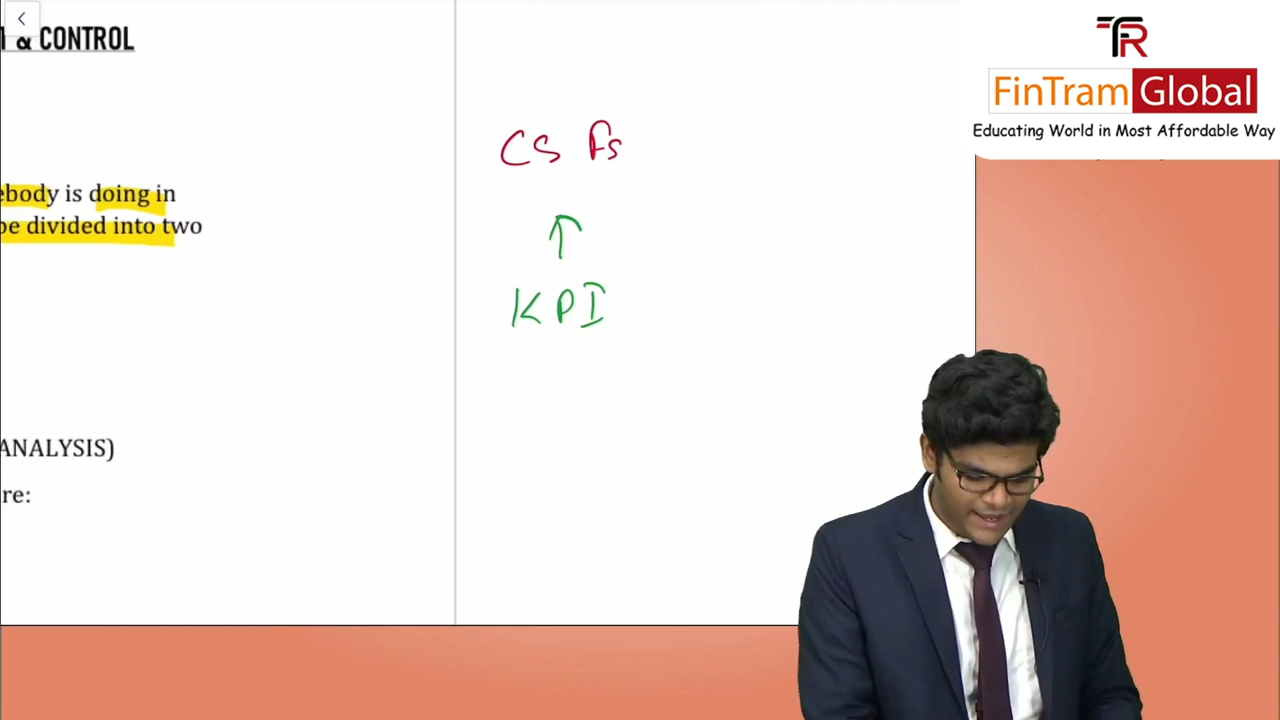 & CONTROL
ebody is doing in
be divided into two
ANALYSIS)
re:
CS Fs
↑
KPI
TR
FinTram Global
Educating World in Most Affordable Way